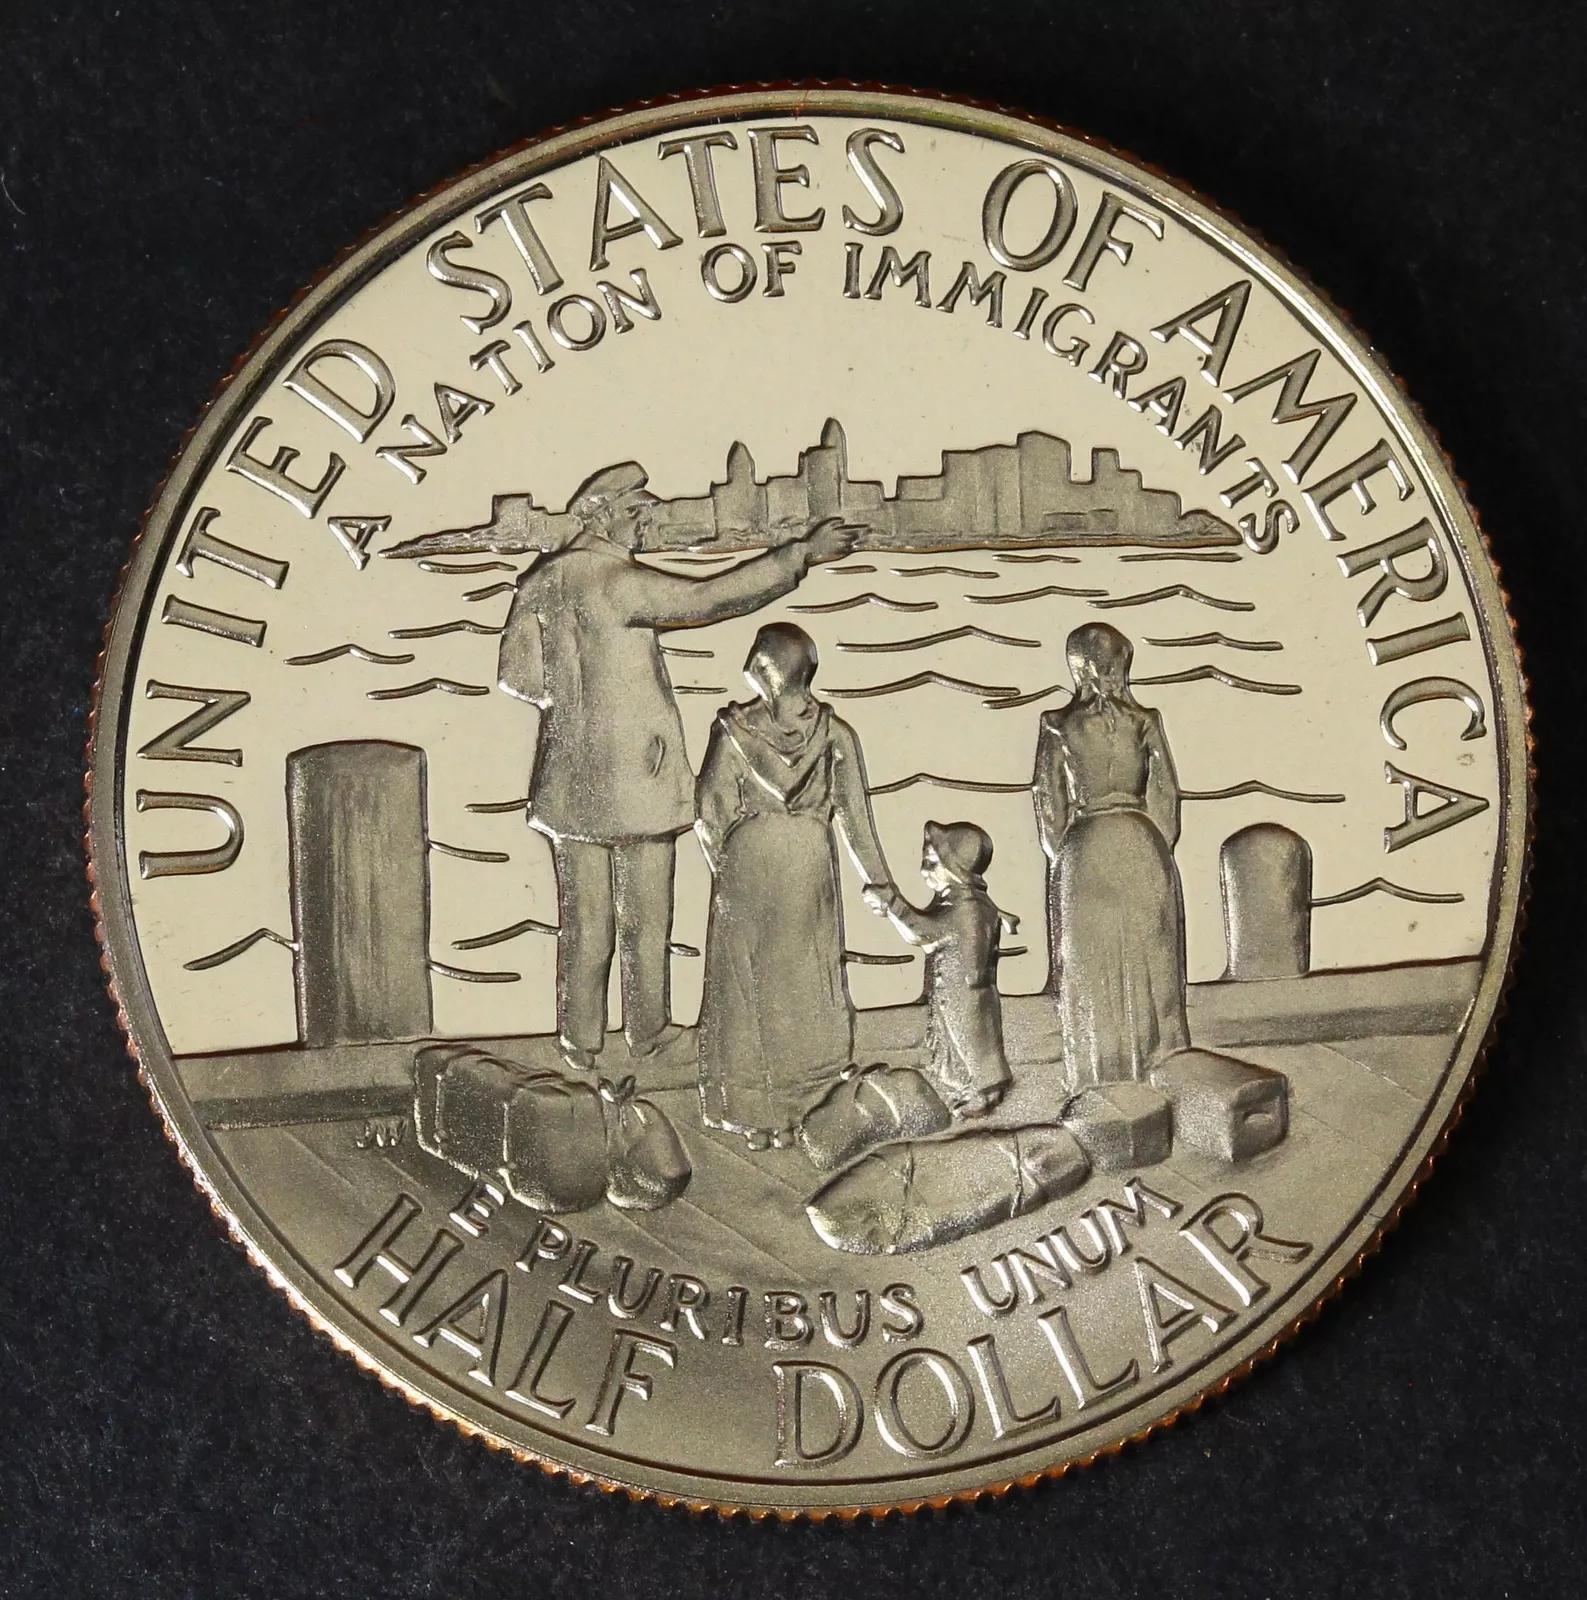 UNITED STATES OF AMERICA
A NATION OF IMMIGRANTS
JW
E PLURIBUS UNUM
HALF DOLLAR